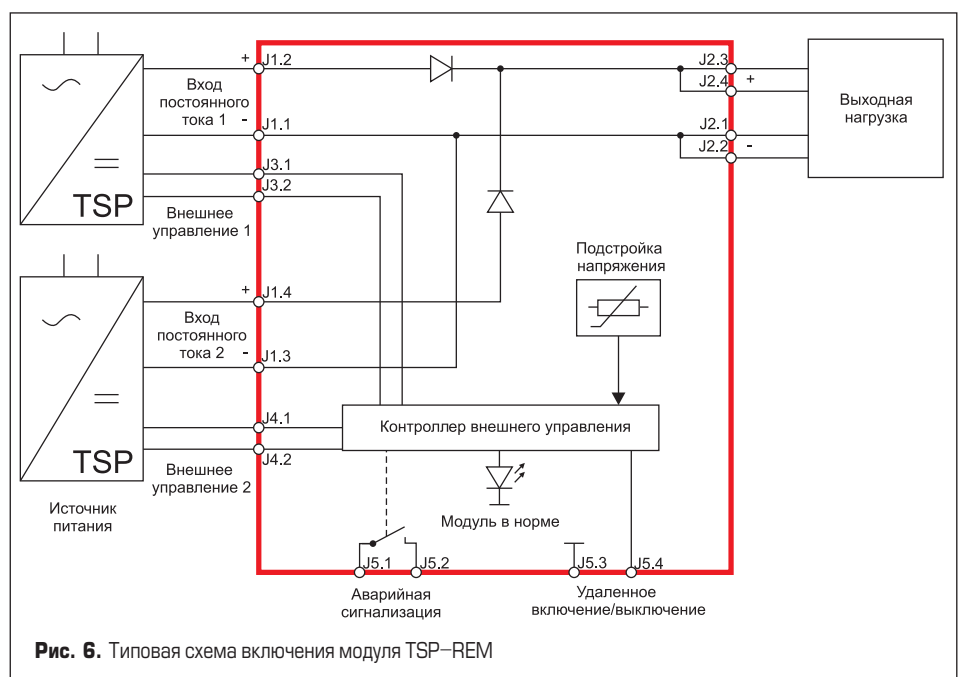 +
J1.2
J2.3
J2.4
+
Вход
постоянного
тока 1
-
J1.1
J2.1
J2.2
-
Выходная
нагрузка
J3.1
J3.2
TSP
Внешнее
управление 1
Подстройка
напряжения
+
J1.4
Вход
постоянного
тока 2
-
J1.3
J4.1
Контроллер внешнего управления
TSP
J4.2
Внешнее
управление 2
Источник
питания
Модуль в норме
J5.1
J5.2
J5.3
J5.4
Аварийная
сигнализация
Удаленное
включение/выключение
Рис. 6. Типовая схема включения модуля TSP–REM